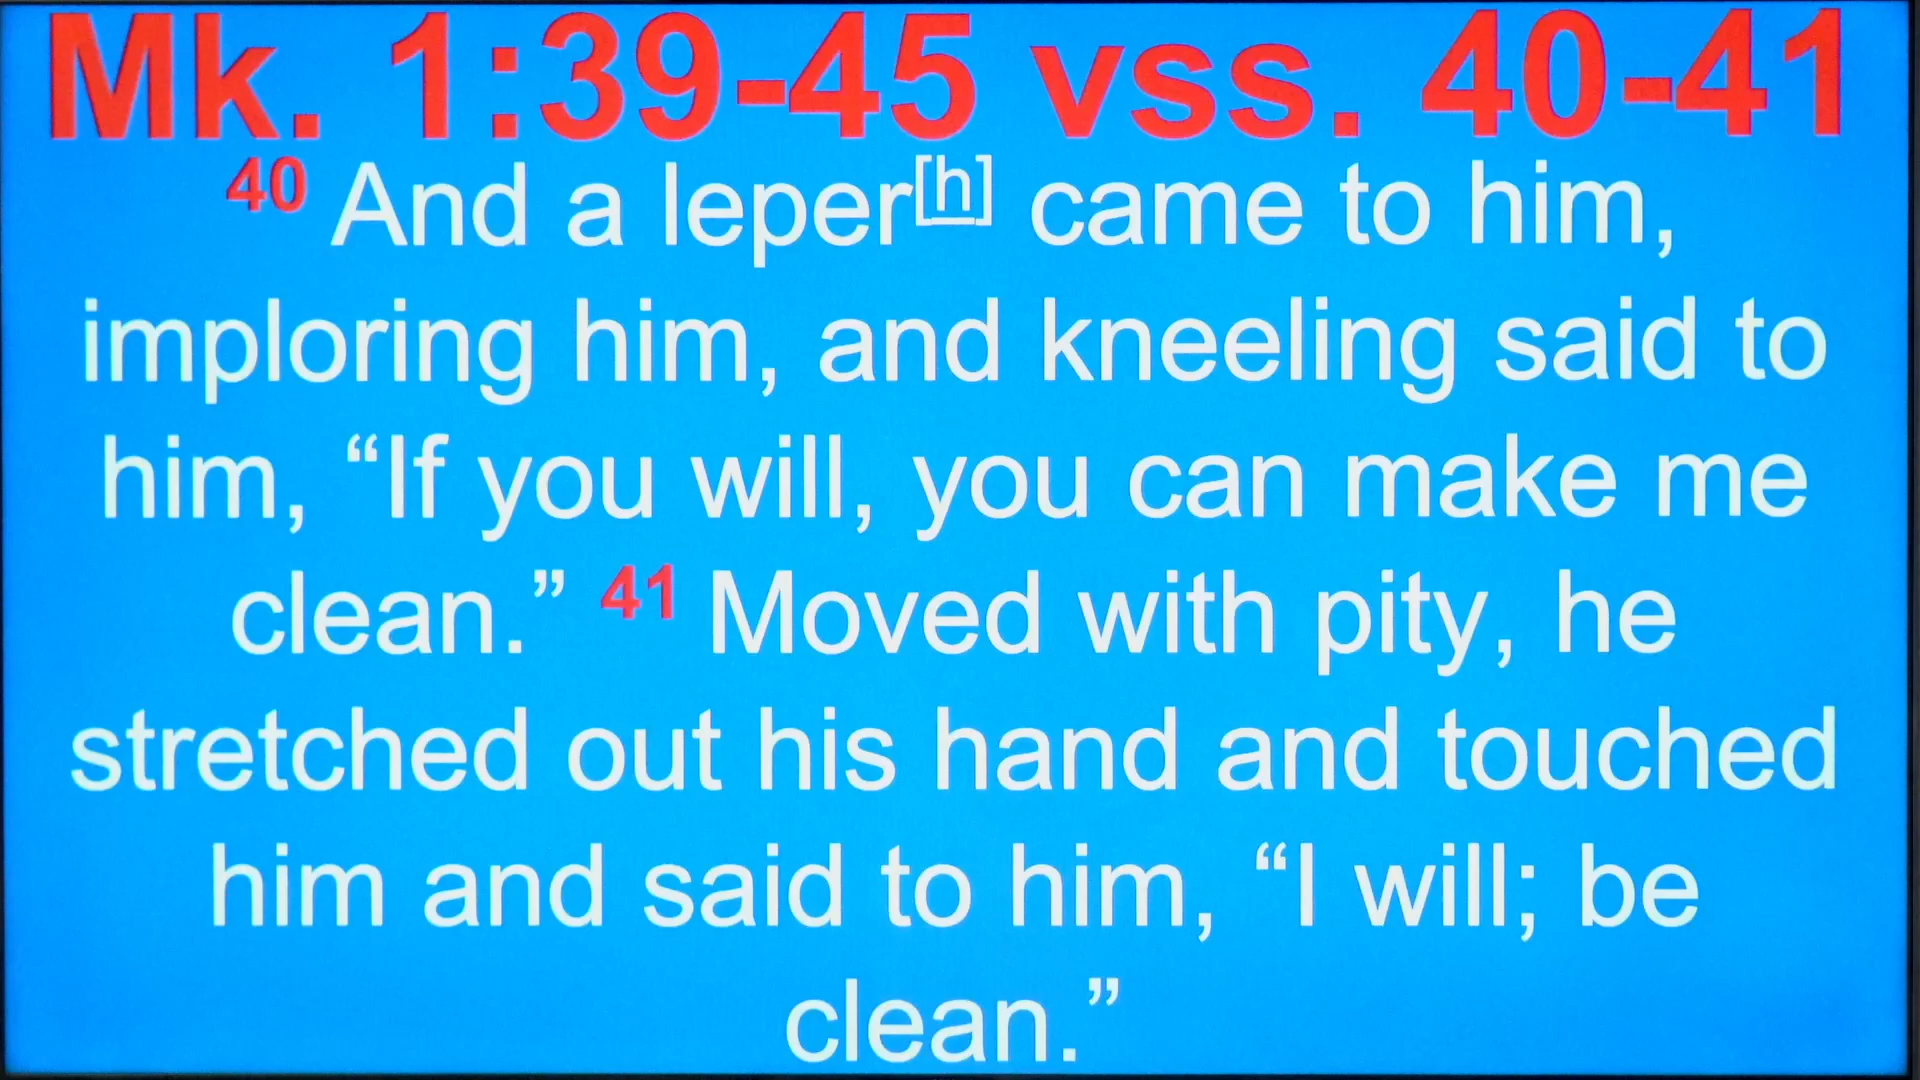 Mk. 1:39-45 vss. 40-41
40 And a leper[h] came to him,
imploring him, and kneeling said to
him, “If you will, you can make me
clean.” 41 Moved with pity, he
stretched out his hand and touched
him and said to him, “I will; be
clean.”